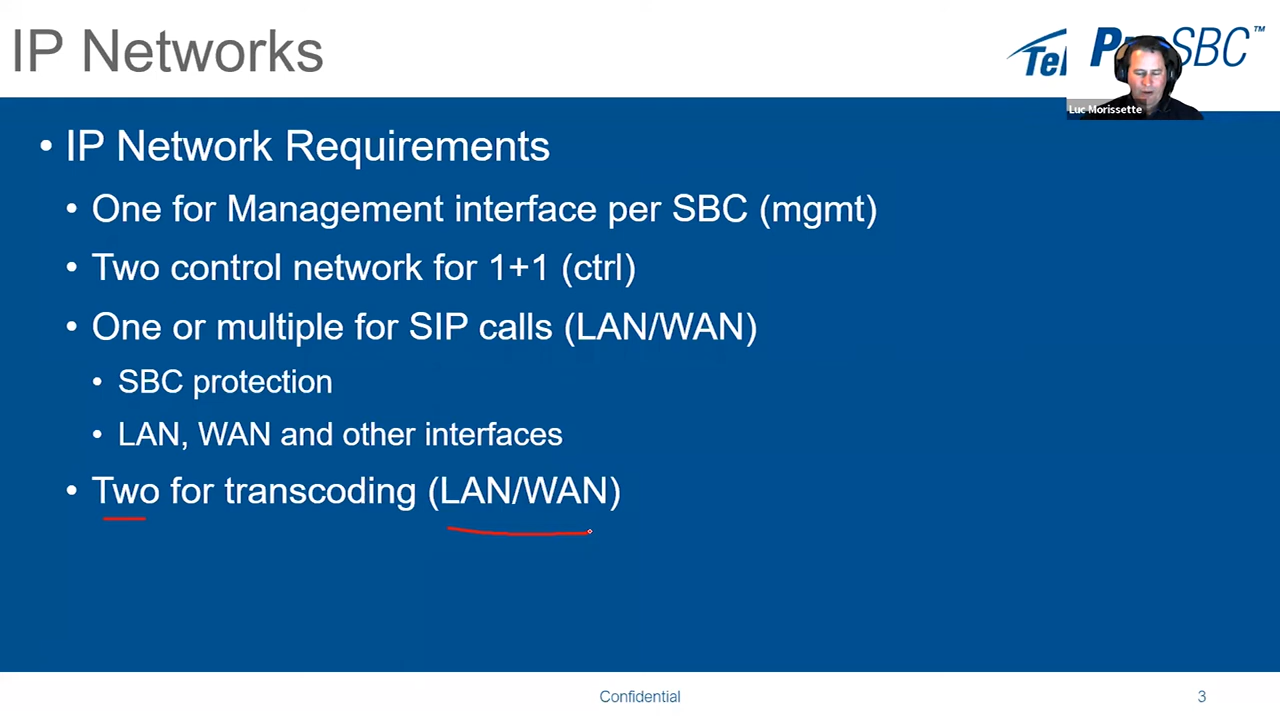 IP Networks
Tel
SBC™
Luc Morissette
• IP Network Requirements
• One for Management interface per SBC (mgmt)
• Two control network for 1+1 (ctrl)
• One or multiple for SIP calls (LAN/WAN)
• SBC protection
• LAN, WAN and other interfaces
• Two for transcoding (LAN/WAN)
Confidential
3